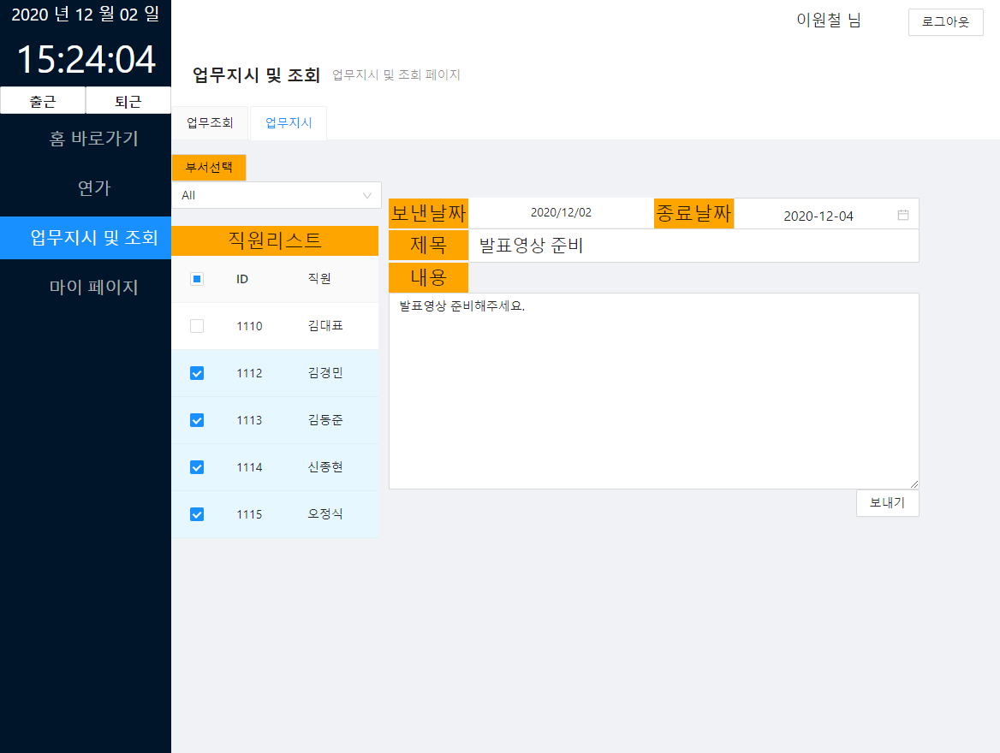 2020 년 12 월 02 일
15:24:04
출근 퇴근
홈 바로가기
연가
업무지시 및 조회
마이 페이지
이원철 님
로그아웃
업무지시 및 조회 업무지시 및 조회 페이지
업무조회 업무지시
부서선택
All
직원리스트
ID 직원
1110 김대표
1112 김경민
1113 김동준
1114 신종현
1115 오정식
보낸날짜 2020/12/02 종료날짜 2020-12-04
제목 발표영상 준비
내용
발표영상 준비해주세요.
보내기